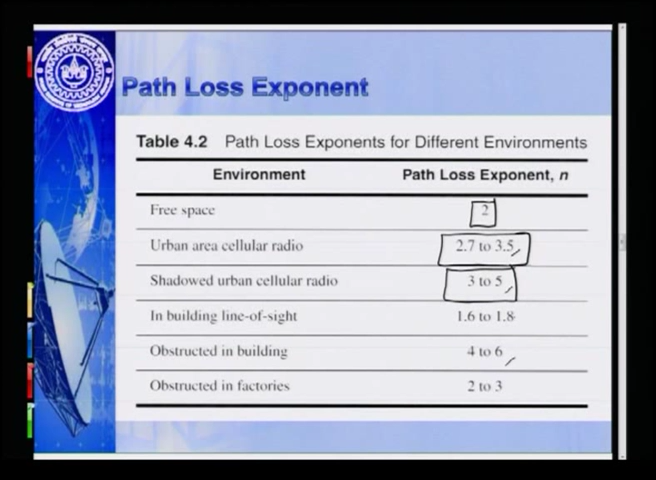 Path Loss Exponent
Table 4.2 Path Loss Exponents for Different Environments
Environment Path Loss Exponent, n
Free space 2
Urban area cellular radio 2.7 to 3.5
Shadowed urban cellular radio 3 to 5
In building line-of-sight 1.6 to 1.8
Obstructed in building 4 to 6
Obstructed in factories 2 to 3